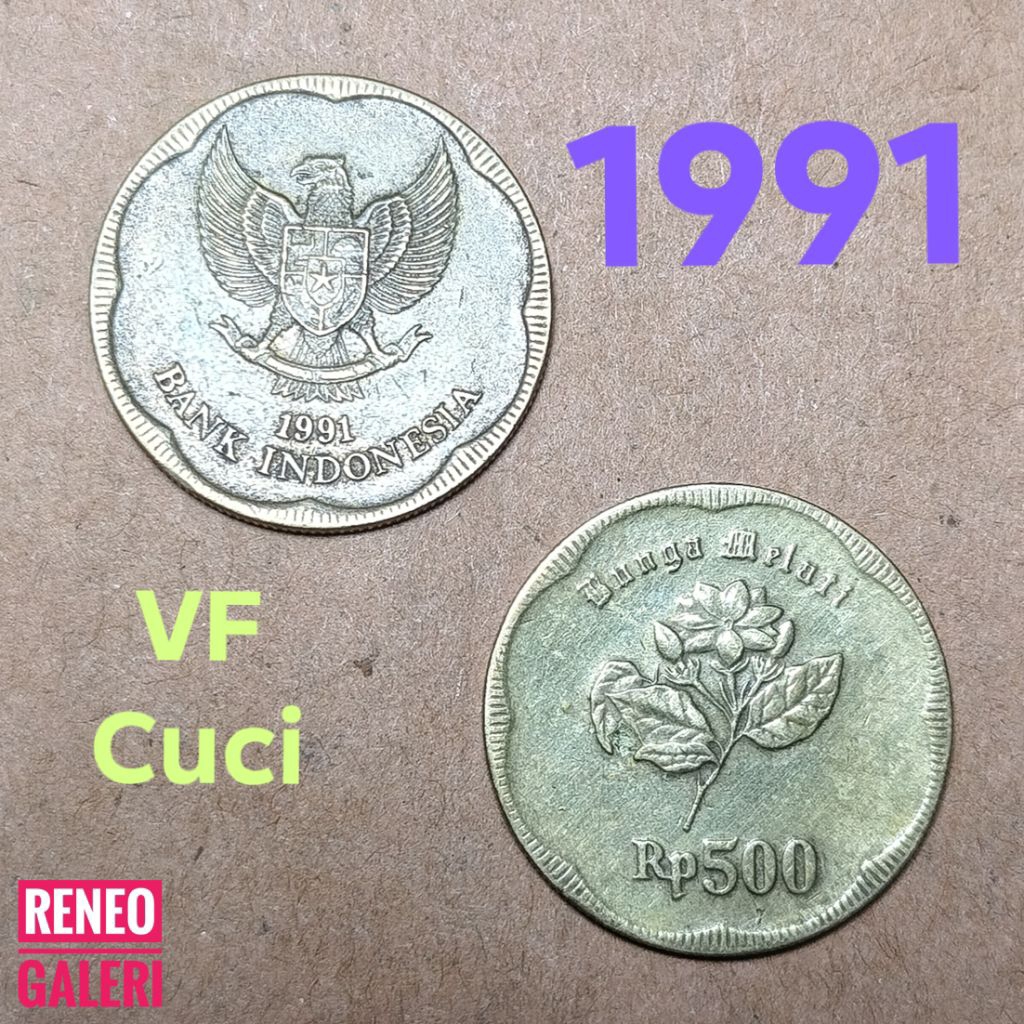 1991
1991
BANK INDONESIA
Bunga Melati
Rp500
VF
Cuci
RENEO
GALERI